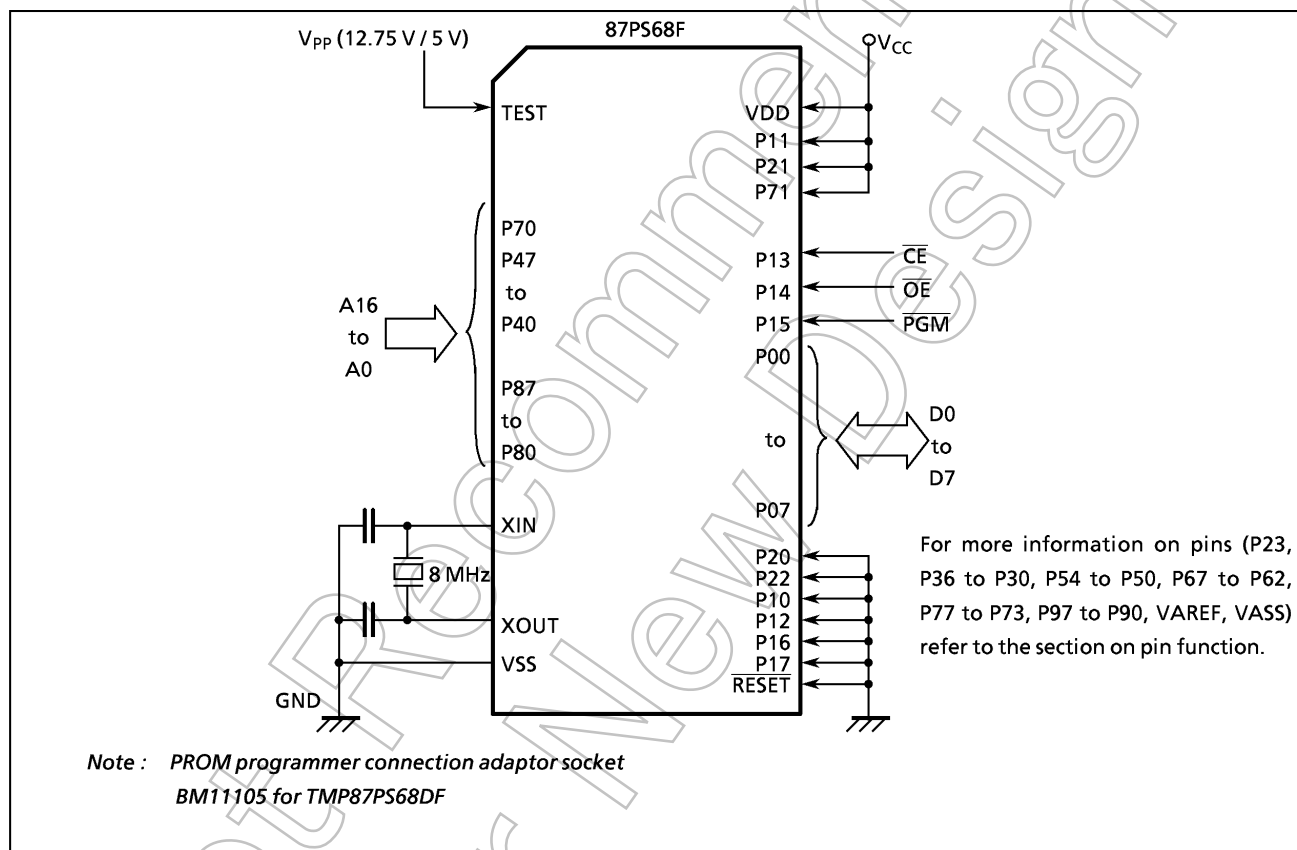 87PS68F
VPP (12.75 V / 5 V)
VCC
TEST
VDD
P11
P21
P71
P70
P47
to
P40
P87
to
P80
A16
to
A0
P13
P14
P15
CE
OE
PGM
P00
to
P07
D0
to
D7
XIN
8 MHz
XOUT
VSS
GND
P20
P22
P10
P12
P16
P17
RESET
For more information on pins (P23,
P36 to P30, P54 to P50, P67 to P62,
P77 to P73, P97 to P90, VAREF, VASS)
refer to the section on pin function.
Note : PROM programmer connection adaptor socket
BM11105 for TMP87PS68DF
New Design